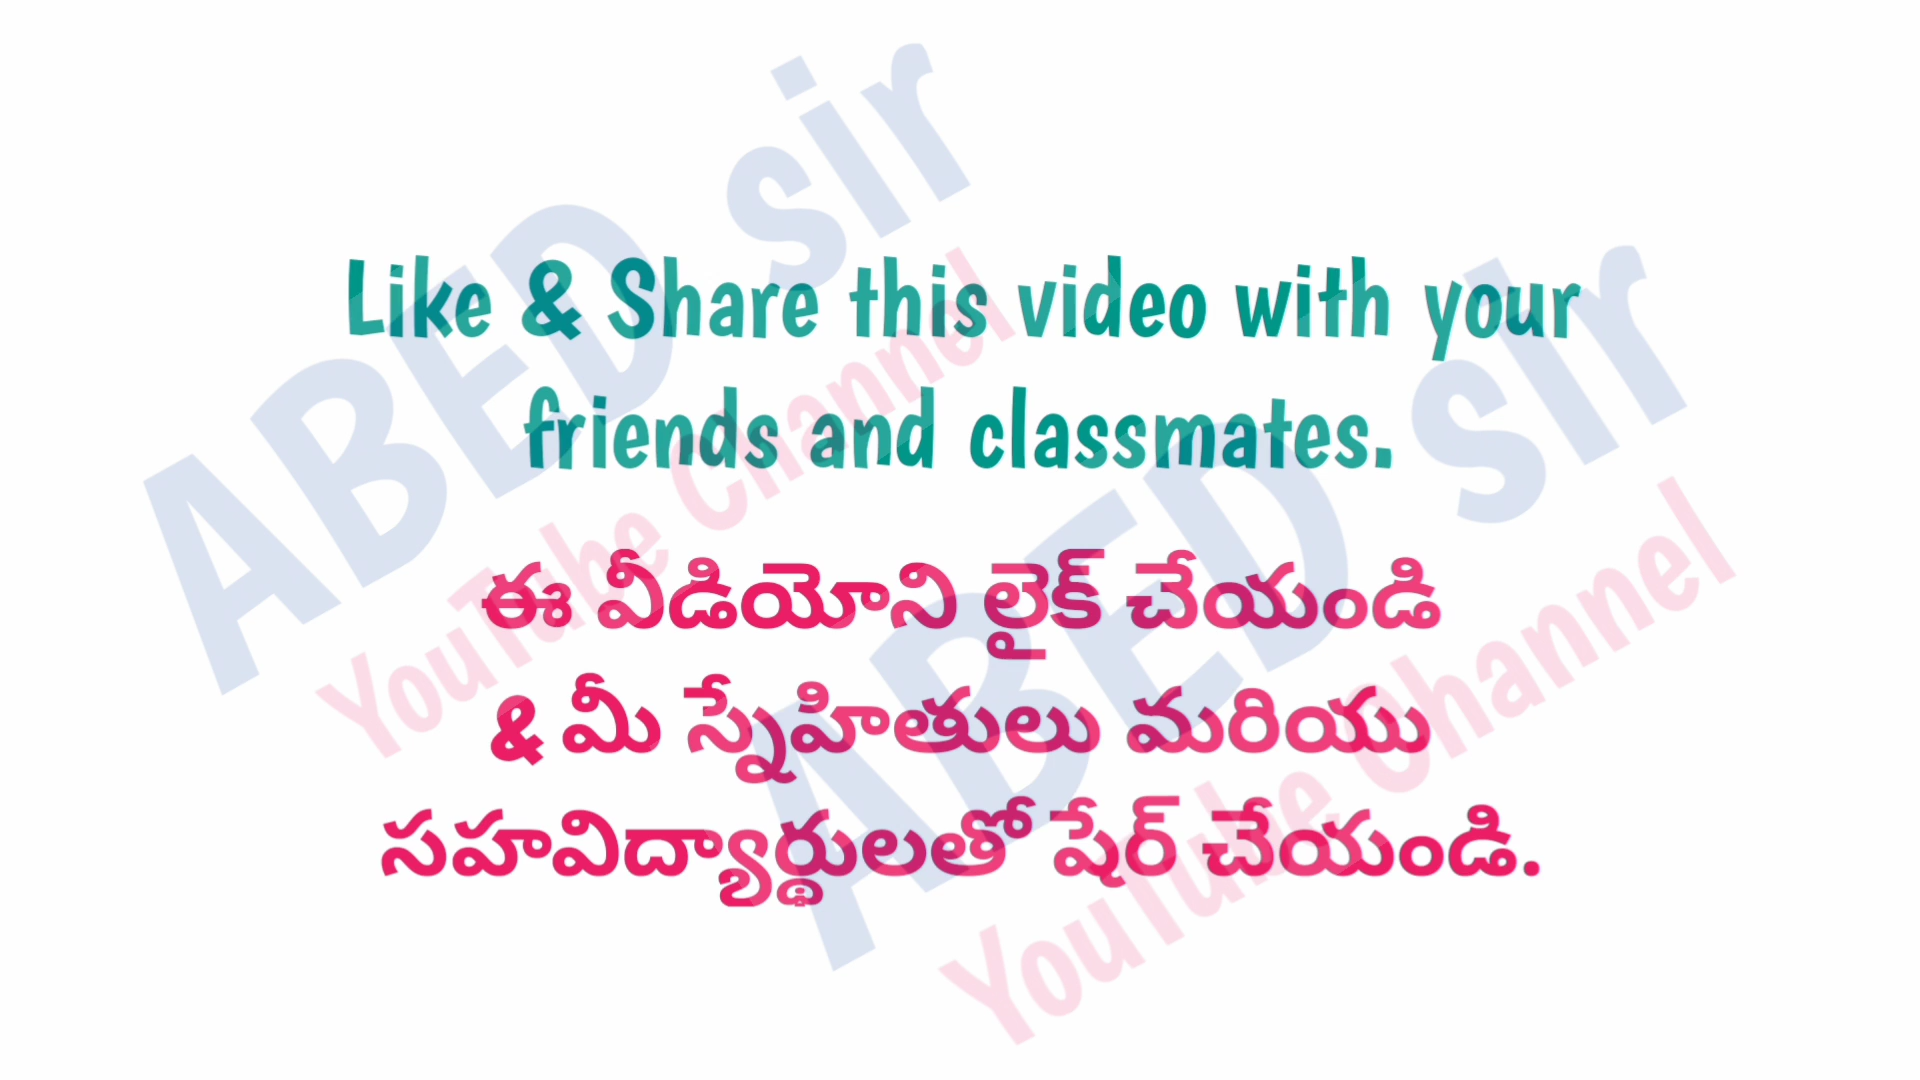 Like & Share this video with your
friends and classmates.
ఈ వీడియోని లైక్ చేయండి
& మీ స్నేహితులు మరియు
సహవిద్యార్థులతో షేర్ చేయండి.
ABED sir
YouTube Channel
ABED sir
YouTube Channel